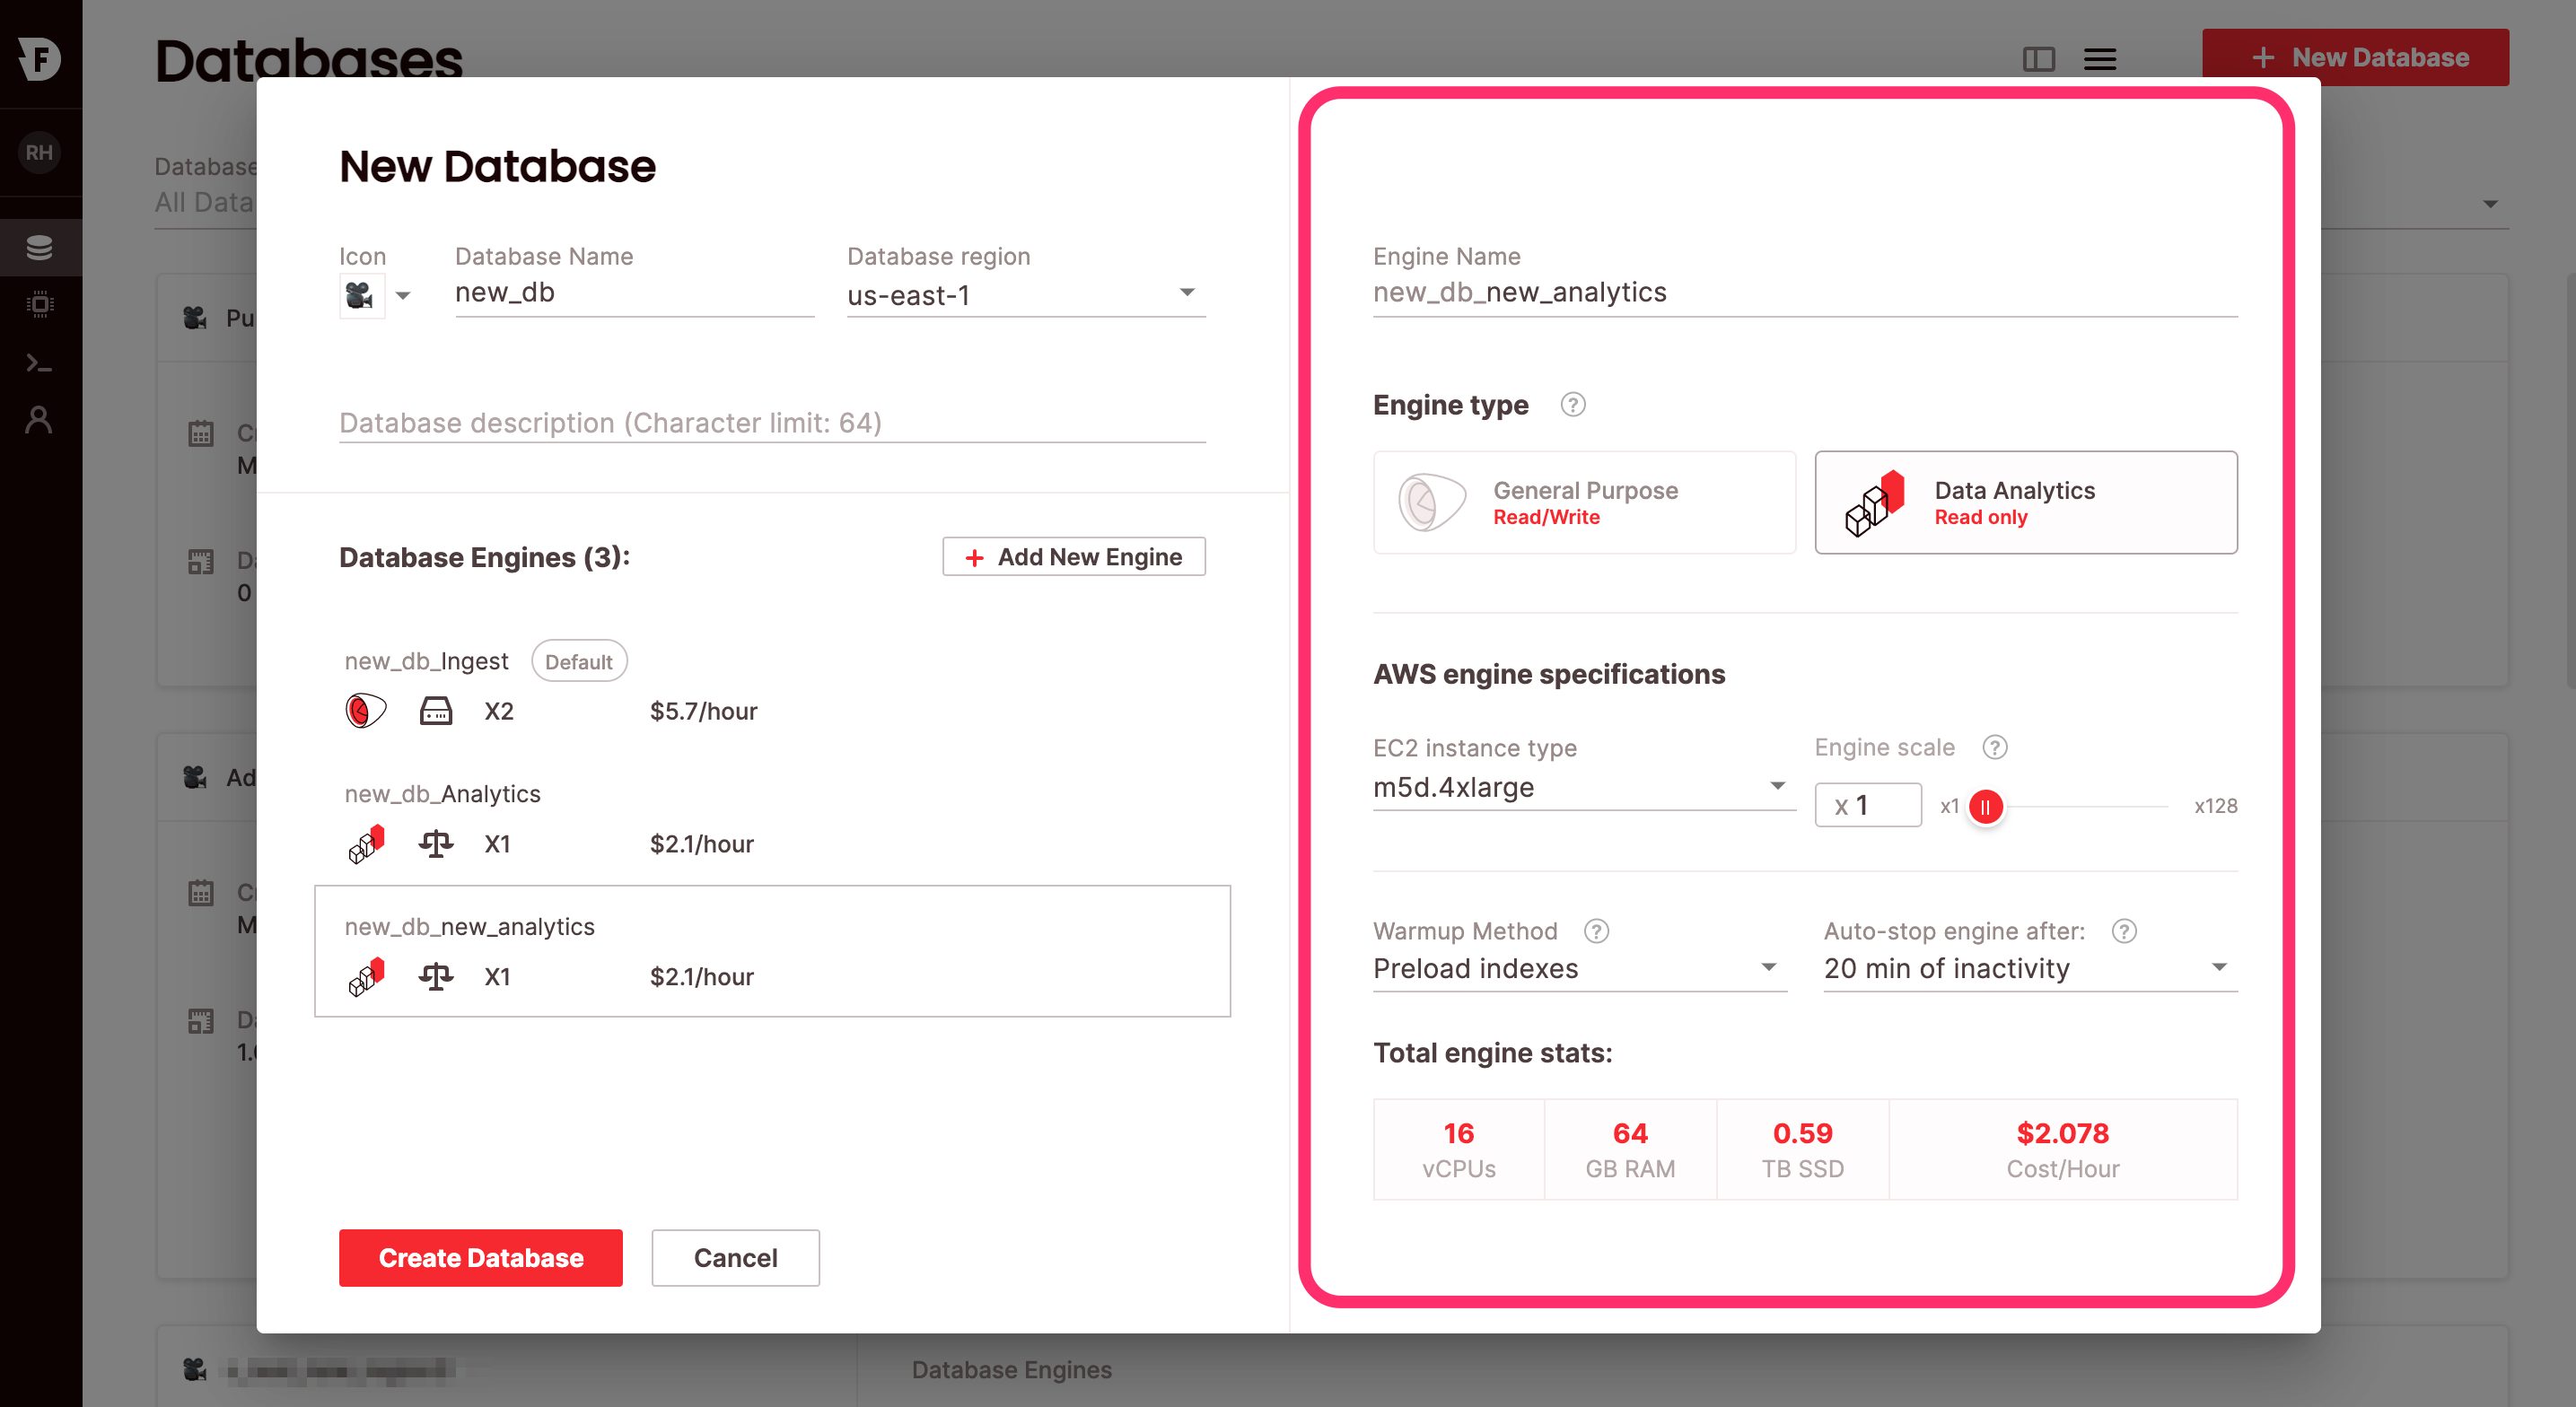 F
Databases
+ New Database
RH
Database
All Data
New Database
Icon
Database Name
Database region
new_db
us-east-1
Database description (Character limit: 64)
Database Engines (3):
+ Add New Engine
new_db_Ingest
Default
X2
$5.7/hour
new_db_Analytics
X1
$2.1/hour
new_db_new_analytics
X1
$2.1/hour
Create Database
Cancel
Engine Name
new_db_new_analytics
Engine type ?
General Purpose
Read/Write
Data Analytics
Read only
AWS engine specifications
EC2 instance type
m5d.4xlarge
Engine scale ?
x 1
x1
x128
Warmup Method ?
Preload indexes
Auto-stop engine after: ?
20 min of inactivity
Total engine stats:
16
vCPUs
64
GB RAM
0.59
TB SSD
$2.078
Cost/Hour
Pu
M
0
Ad
M
Database Engines